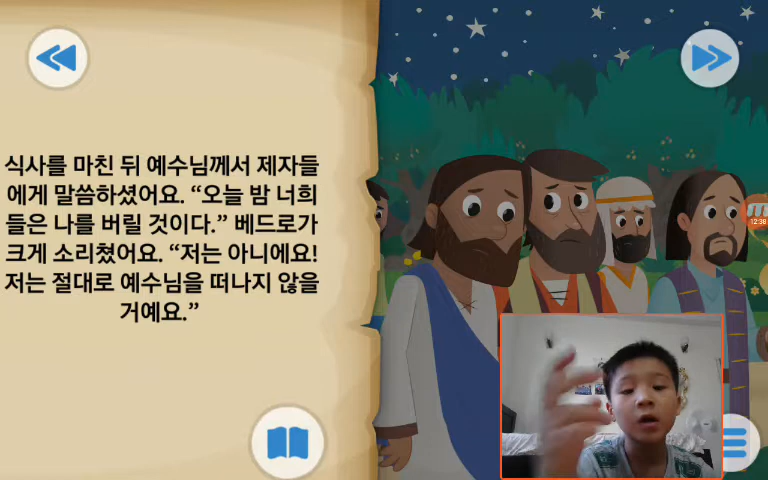 식사를 마친 뒤 예수님께서 제자들
에게 말씀하셨어요. “오늘 밤 너희
들은 나를 버릴 것이다.” 베드로가
크게 소리쳤어요. “저는 아니에요!
저는 절대로 예수님을 떠나지 않을
거예요.”
12:38